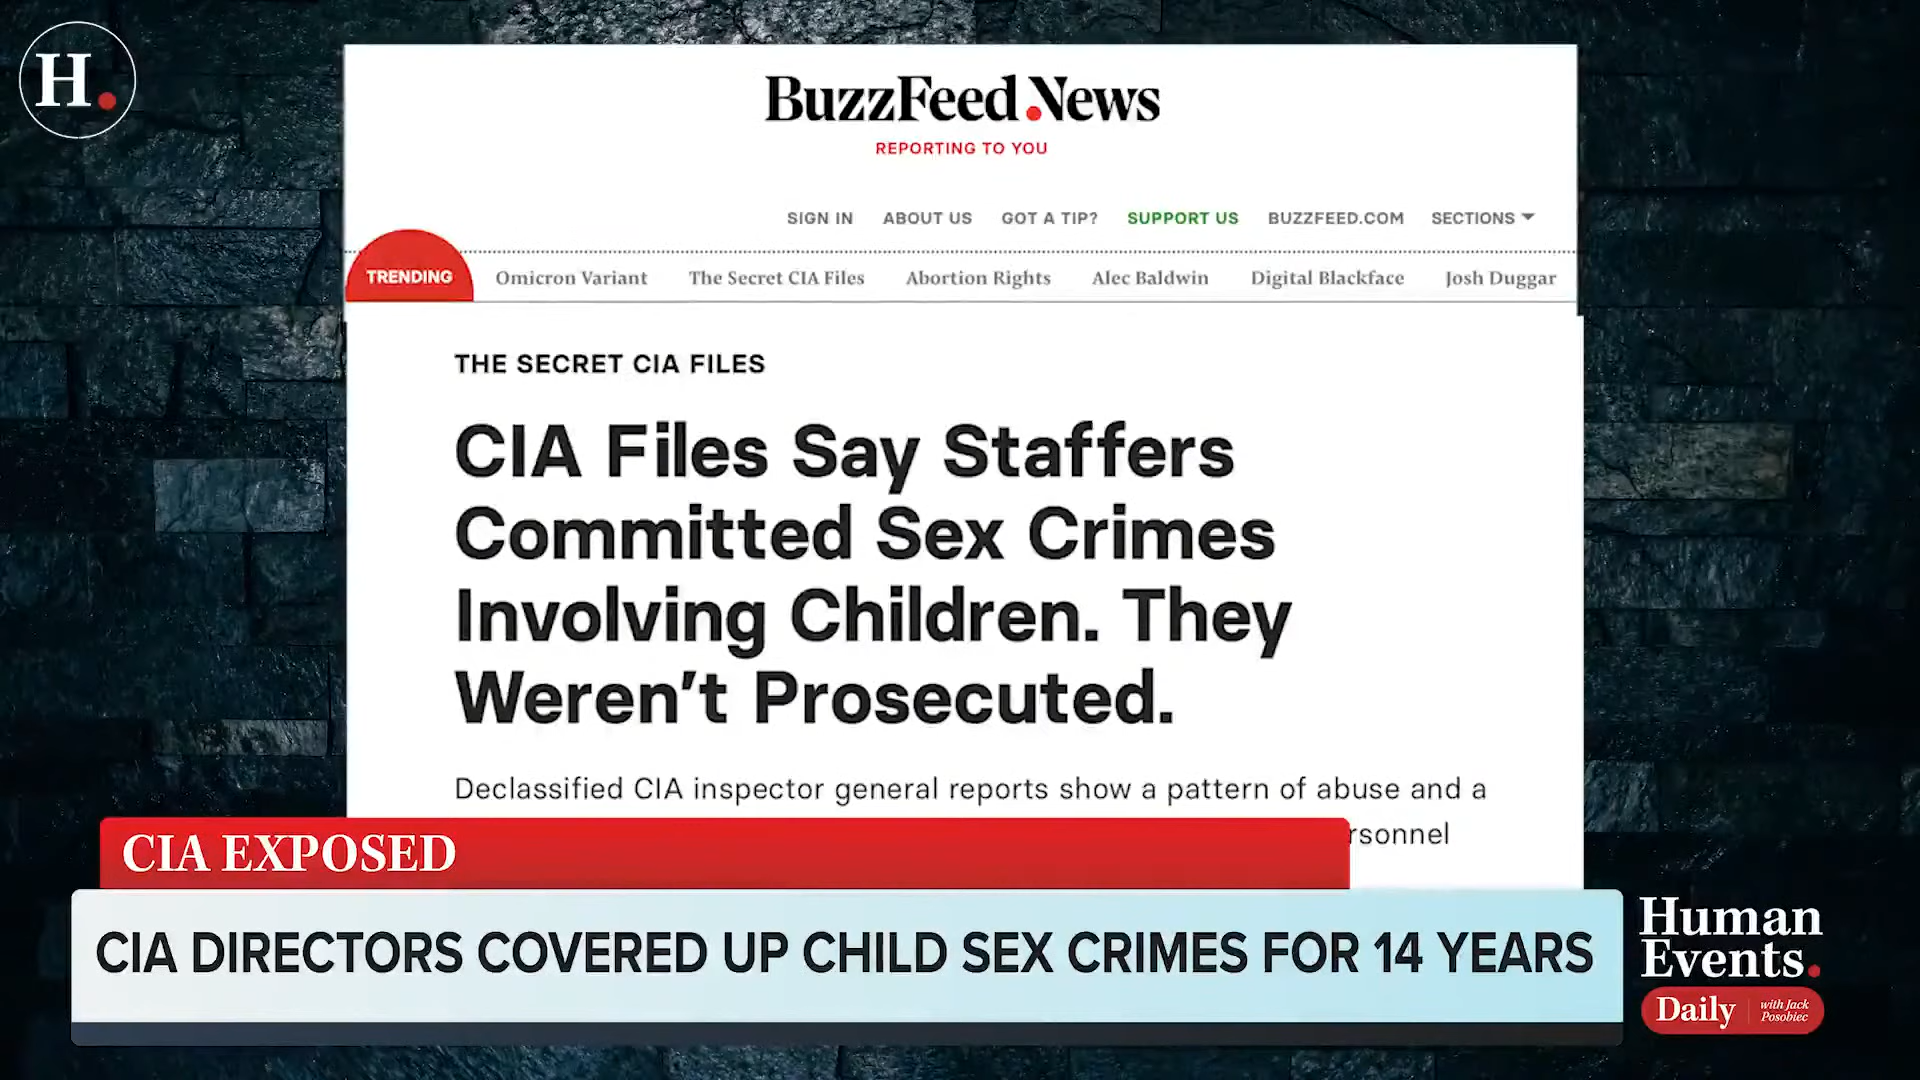 H.
BuzzFeed News
REPORTING TO YOU
SIGN IN ABOUT US GOT A TIP? SUPPORT US BUZZFEED.COM SECTIONS
TRENDING Omicron Variant The Secret CIA Files Abortion Rights Alec Baldwin Digital Blackface Josh Duggar
THE SECRET CIA FILES
CIA Files Say Staffers
Committed Sex Crimes
Involving Children. They
Weren’t Prosecuted.
Declassified CIA inspector general reports show a pattern of abuse and a
rsonnel
CIA EXPOSED
CIA DIRECTORS COVERED UP CHILD SEX CRIMES FOR 14 YEARS
Human
Events.
Daily with Jack
Posobiec